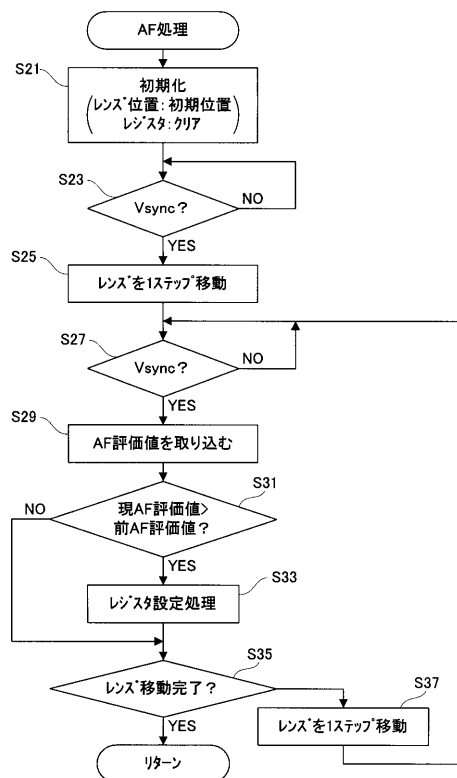 AF処理
S21
初期化
レンズ位置:初期位置
レジスタ:クリア
S23
Vsync?
NO
YES
S25
レンズを1ステップ移動
S27
Vsync?
NO
YES
S29
AF評価値を取り込む
S31
現AF評価値>
前AF評価値?
NO
YES
S33
レジスタ設定処理
S35
レンズ移動完了?
S37
YES
レンズを1ステップ移動
リターン